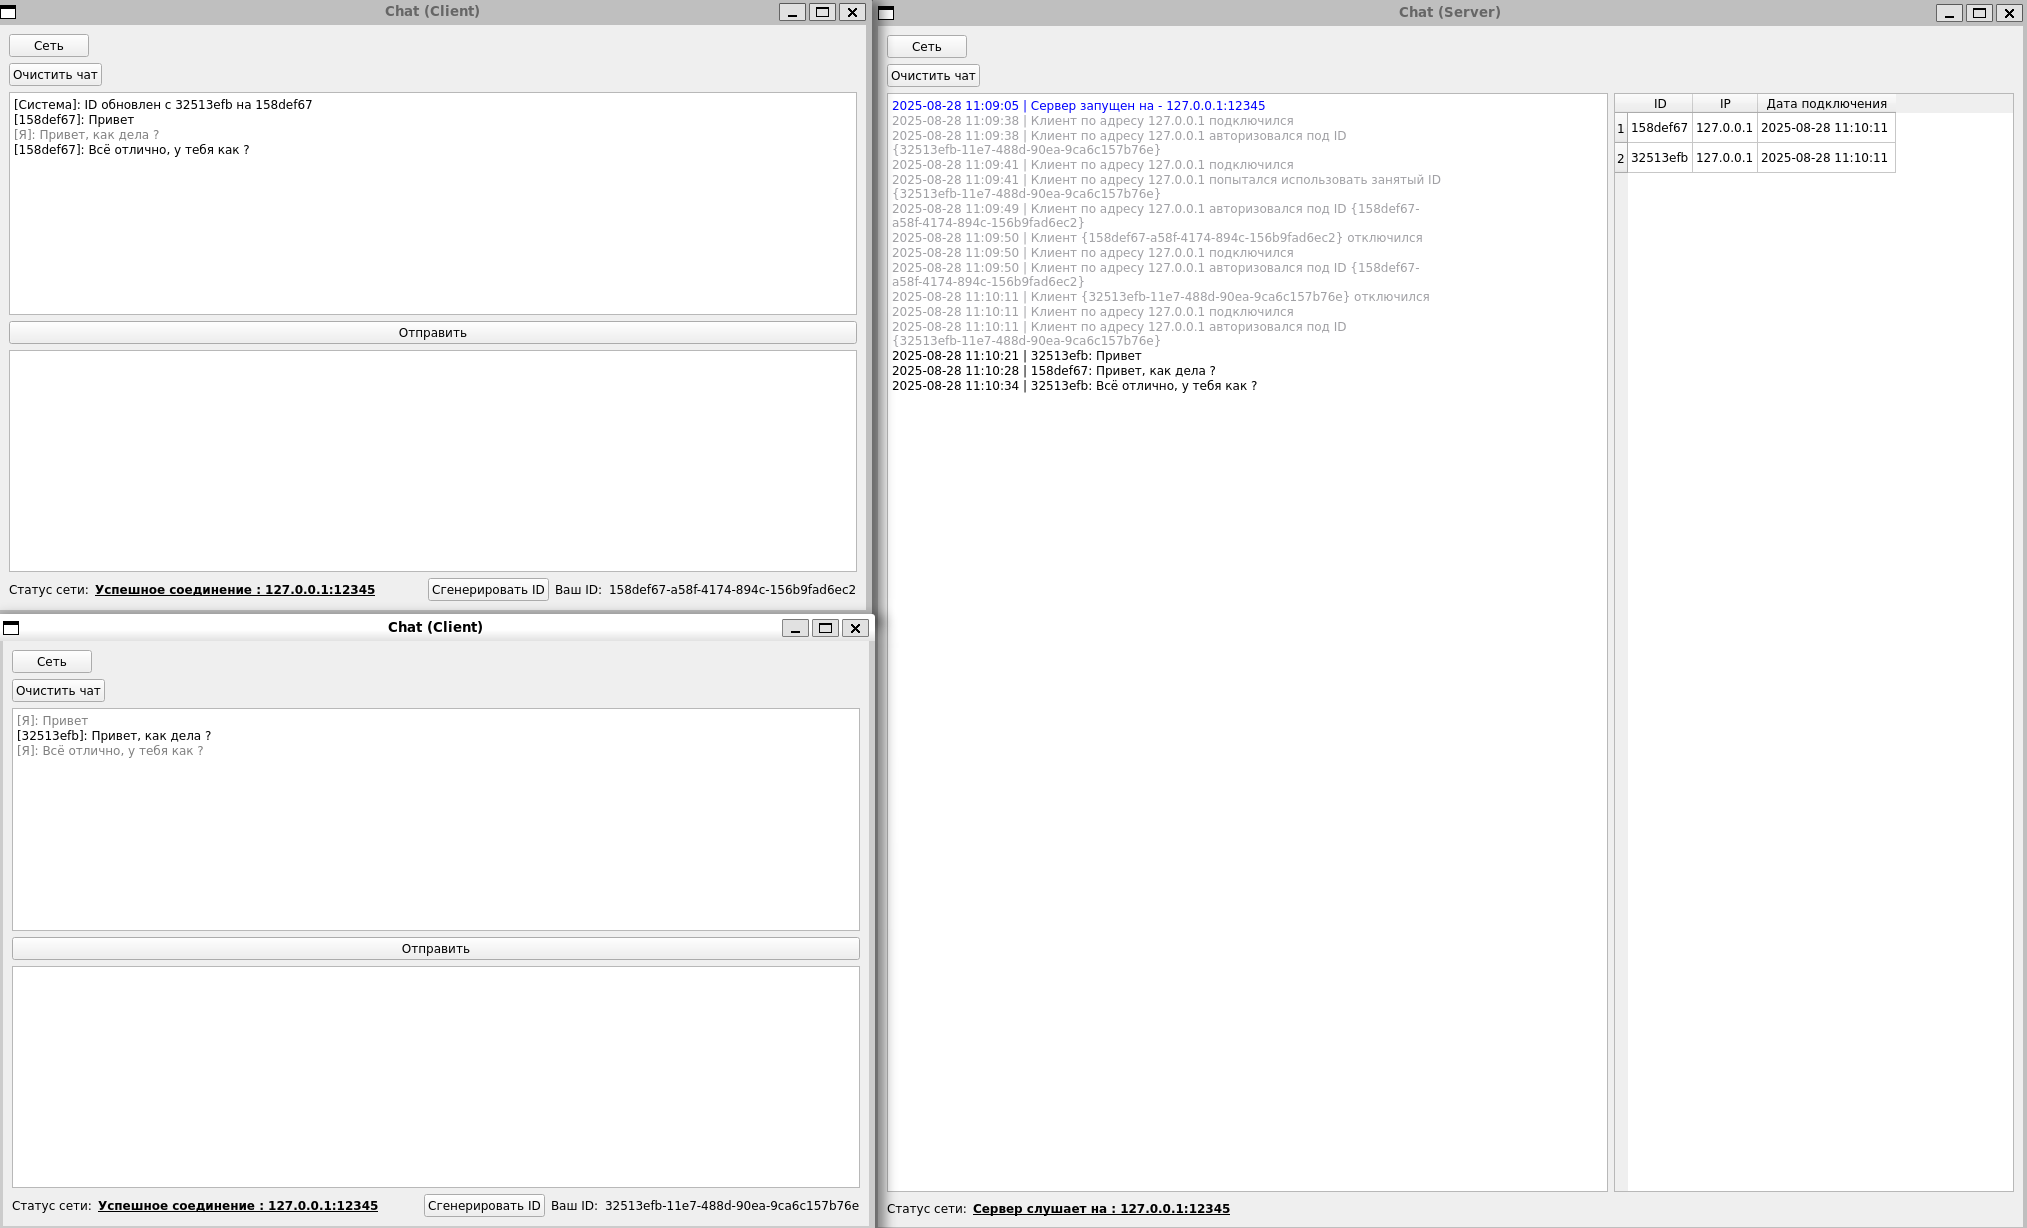 Chat (Client)
Сеть
Очистить чат
[Система]: ID обновлен с 32513efb на 158def67
[158def67]: Привет
[Я]: Привет, как дела ?
[158def67]: Всё отлично, у тебя как ?
Отправить
Статус сети: Успешное соединение : 127.0.0.1:12345
Сгенерировать ID
Ваш ID: 158def67-a58f-4174-894c-156b9fad6ec2
Chat (Client)
Сеть
Очистить чат
[Я]: Привет
[32513efb]: Привет, как дела ?
[Я]: Всё отлично, у тебя как ?
Отправить
Статус сети: Успешное соединение : 127.0.0.1:12345
Сгенерировать ID
Ваш ID: 32513efb-11e7-488d-90ea-9ca6c157b76e
Chat (Server)
Сеть
Очистить чат
2025-08-28 11:09:05 | Сервер запущен на - 127.0.0.1:12345
2025-08-28 11:09:38 | Клиент по адресу 127.0.0.1 подключился
2025-08-28 11:09:38 | Клиент по адресу 127.0.0.1 авторизовался под ID
{32513efb-11e7-488d-90ea-9ca6c157b76e}
2025-08-28 11:09:41 | Клиент по адресу 127.0.0.1 подключился
2025-08-28 11:09:41 | Клиент по адресу 127.0.0.1 попытался использовать занятый ID
{32513efb-11e7-488d-90ea-9ca6c157b76e}
2025-08-28 11:09:49 | Клиент по адресу 127.0.0.1 авторизовался под ID {158def67-
a58f-4174-894c-156b9fad6ec2}
2025-08-28 11:09:50 | Клиент {158def67-a58f-4174-894c-156b9fad6ec2} отключился
2025-08-28 11:09:50 | Клиент по адресу 127.0.0.1 подключился
2025-08-28 11:09:50 | Клиент по адресу 127.0.0.1 авторизовался под ID {158def67-
a58f-4174-894c-156b9fad6ec2}
2025-08-28 11:10:11 | Клиент {32513efb-11e7-488d-90ea-9ca6c157b76e} отключился
2025-08-28 11:10:11 | Клиент по адресу 127.0.0.1 подключился
2025-08-28 11:10:11 | Клиент по адресу 127.0.0.1 авторизовался под ID
{32513efb-11e7-488d-90ea-9ca6c157b76e}
2025-08-28 11:10:21 | 32513efb: Привет
2025-08-28 11:10:28 | 158def67: Привет, как дела ?
2025-08-28 11:10:34 | 32513efb: Всё отлично, у тебя как ?
ID IP Дата подключения
1 158def67 127.0.0.1 2025-08-28 11:10:11
2 32513efb 127.0.0.1 2025-08-28 11:10:11
Статус сети: Сервер слушает на : 127.0.0.1:12345